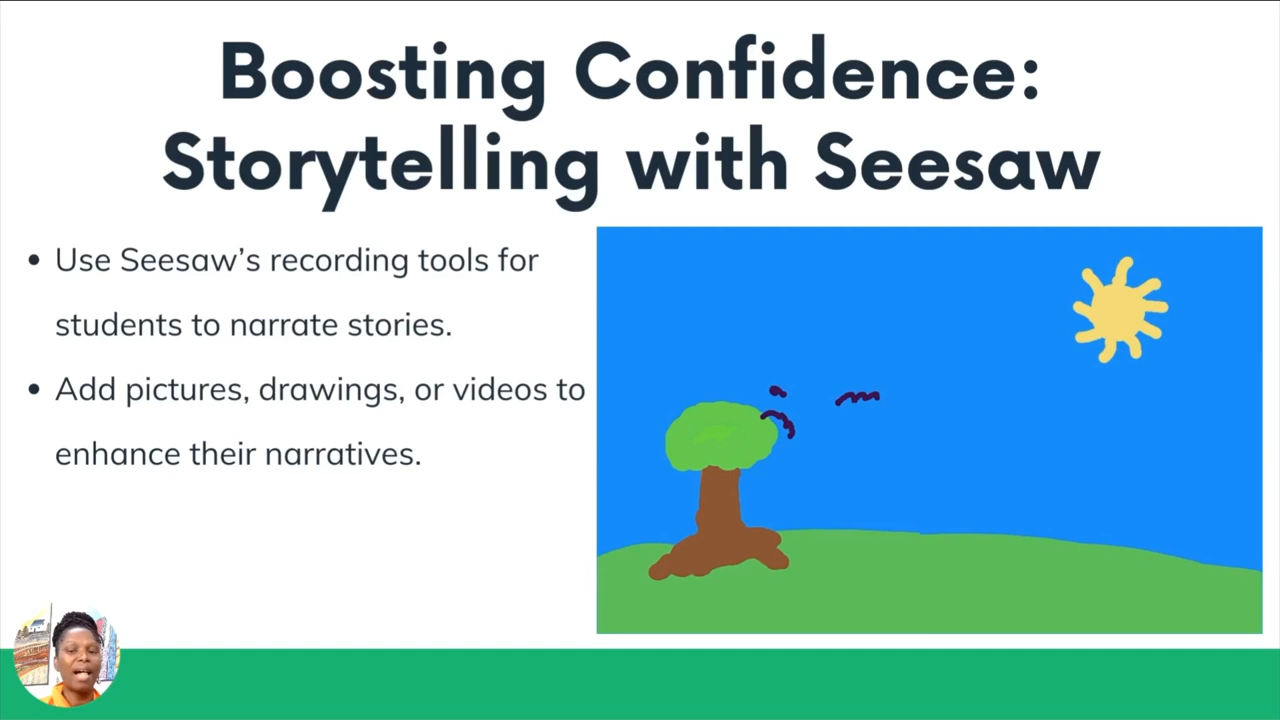 Boosting Confidence:
Storytelling with Seesaw
• Use Seesaw’s recording tools for
students to narrate stories.
• Add pictures, drawings, or videos to
enhance their narratives.